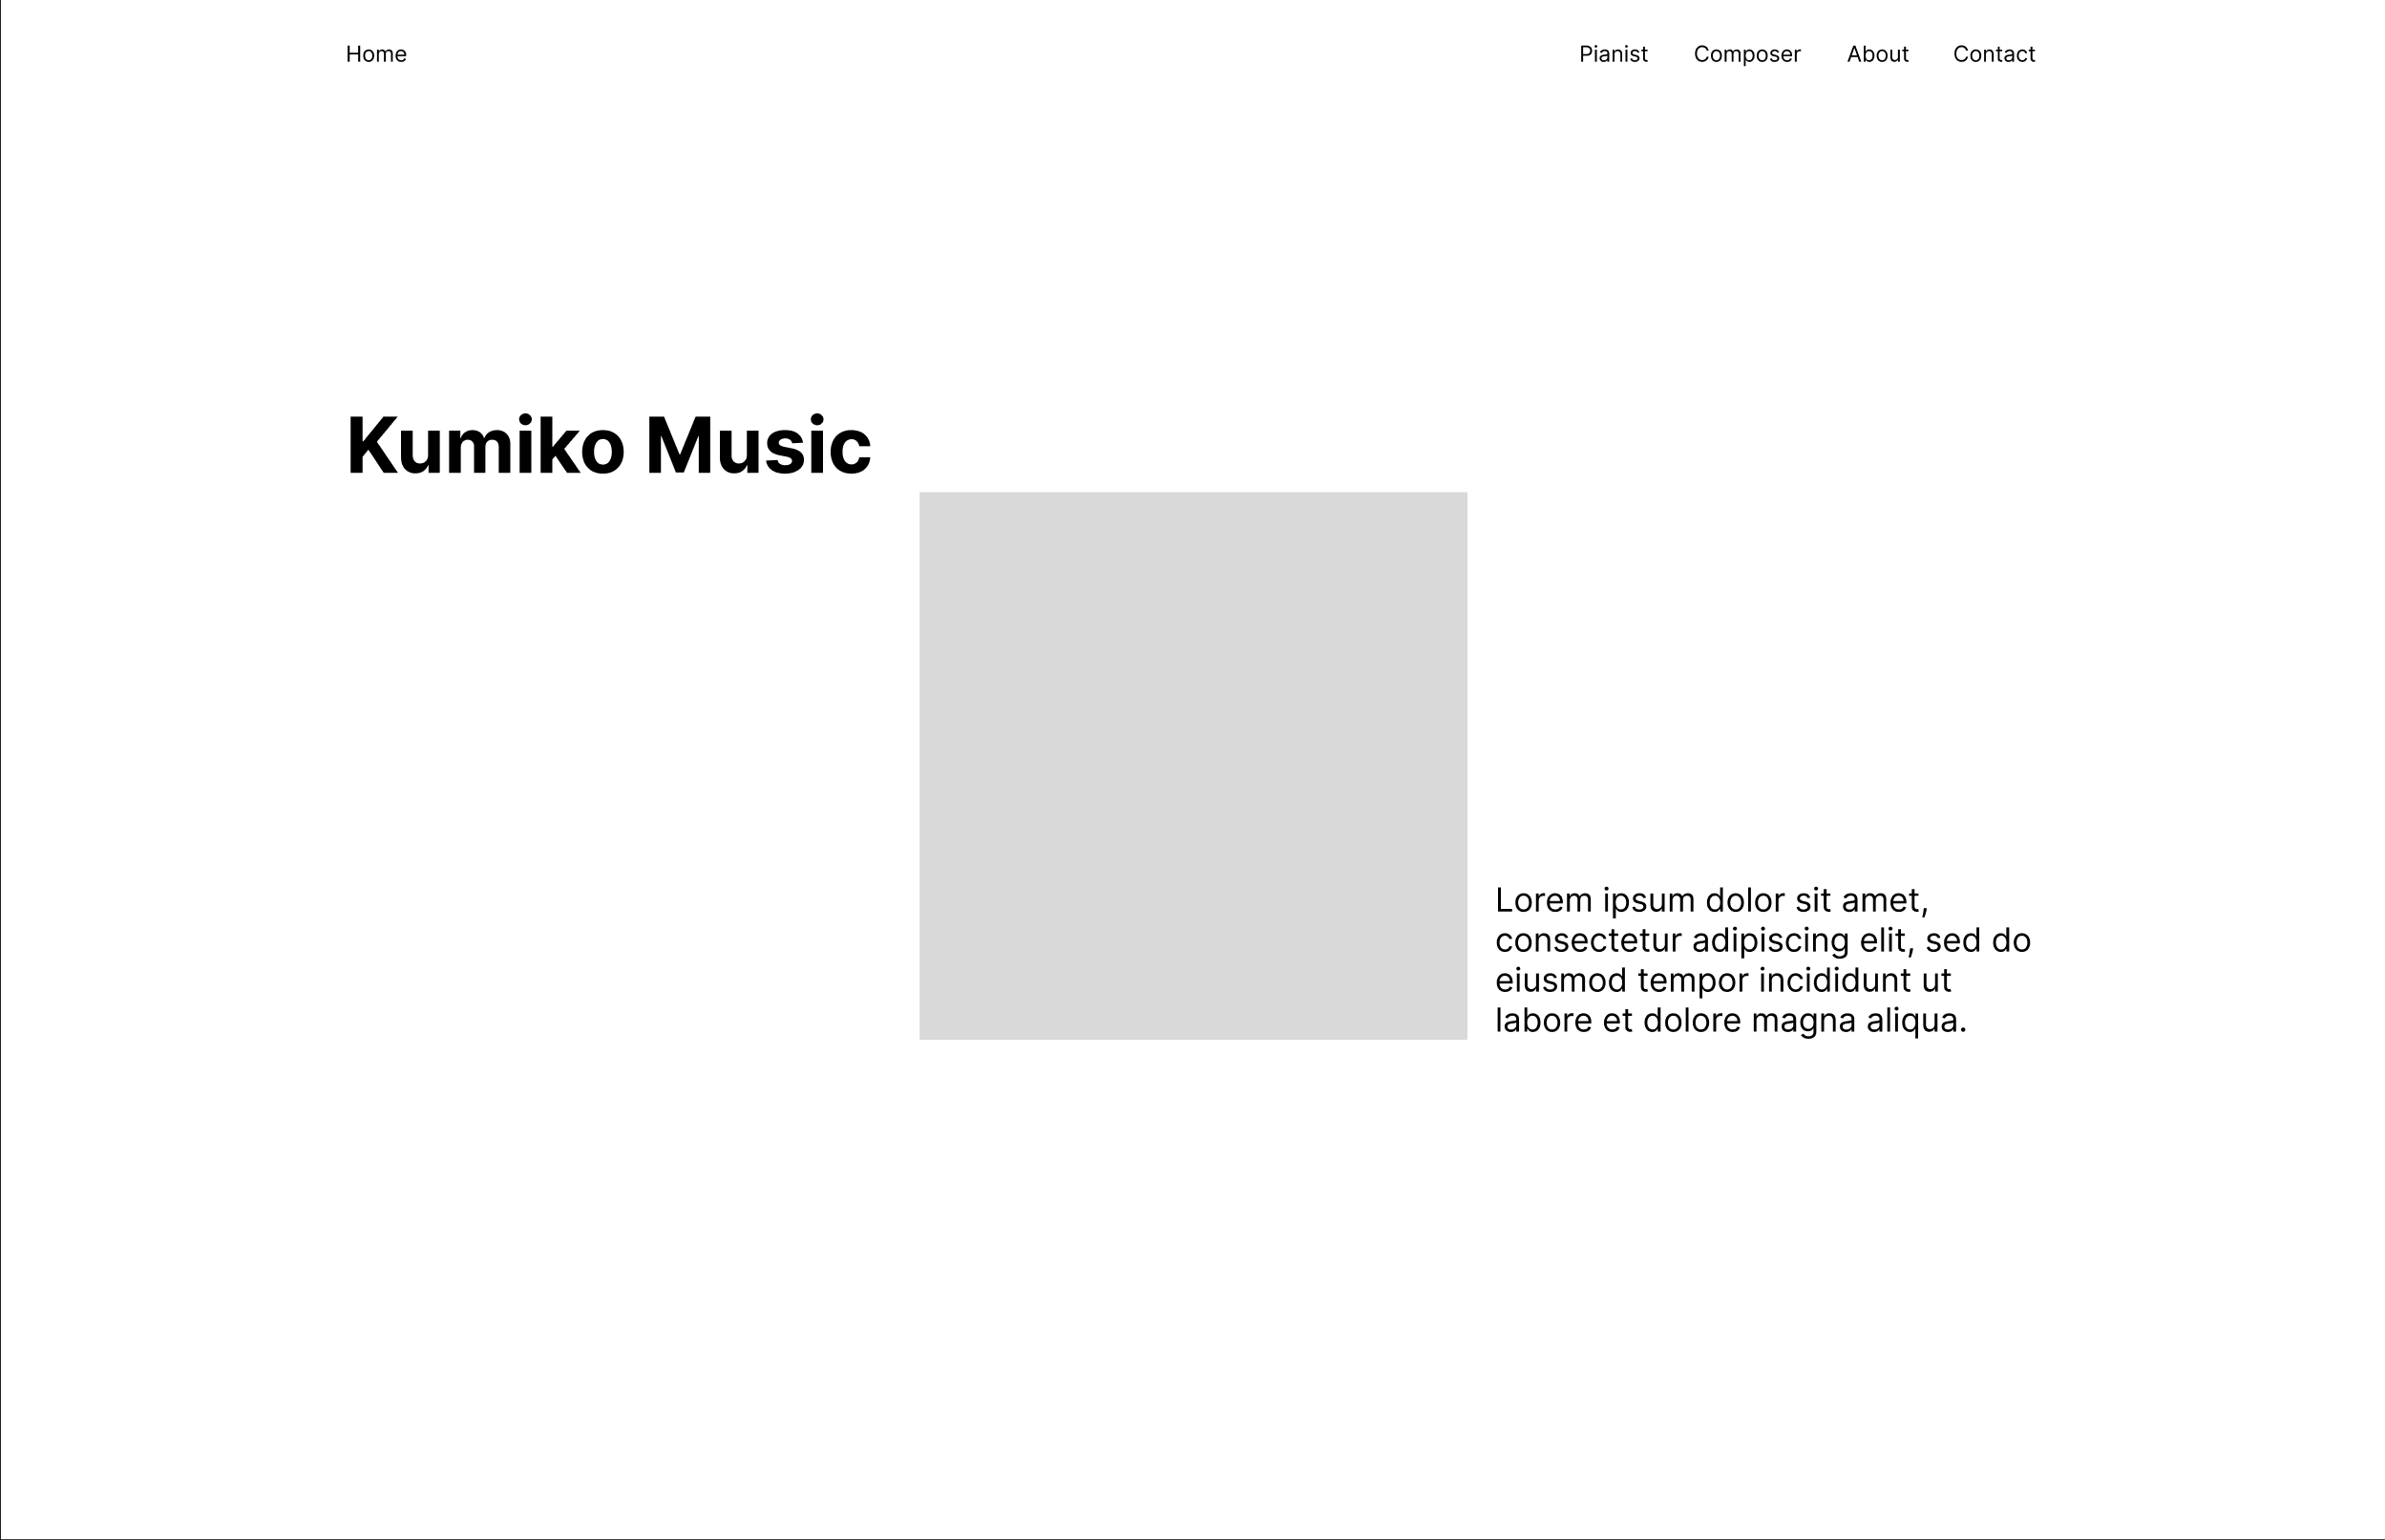 Home
Pianist Composer About Contact
Kumiko Music
Lorem ipsum dolor sit amet,
consectetur adipiscing elit, sed do
eiusmod tempor incididunt ut
labore et dolore magna aliqua.